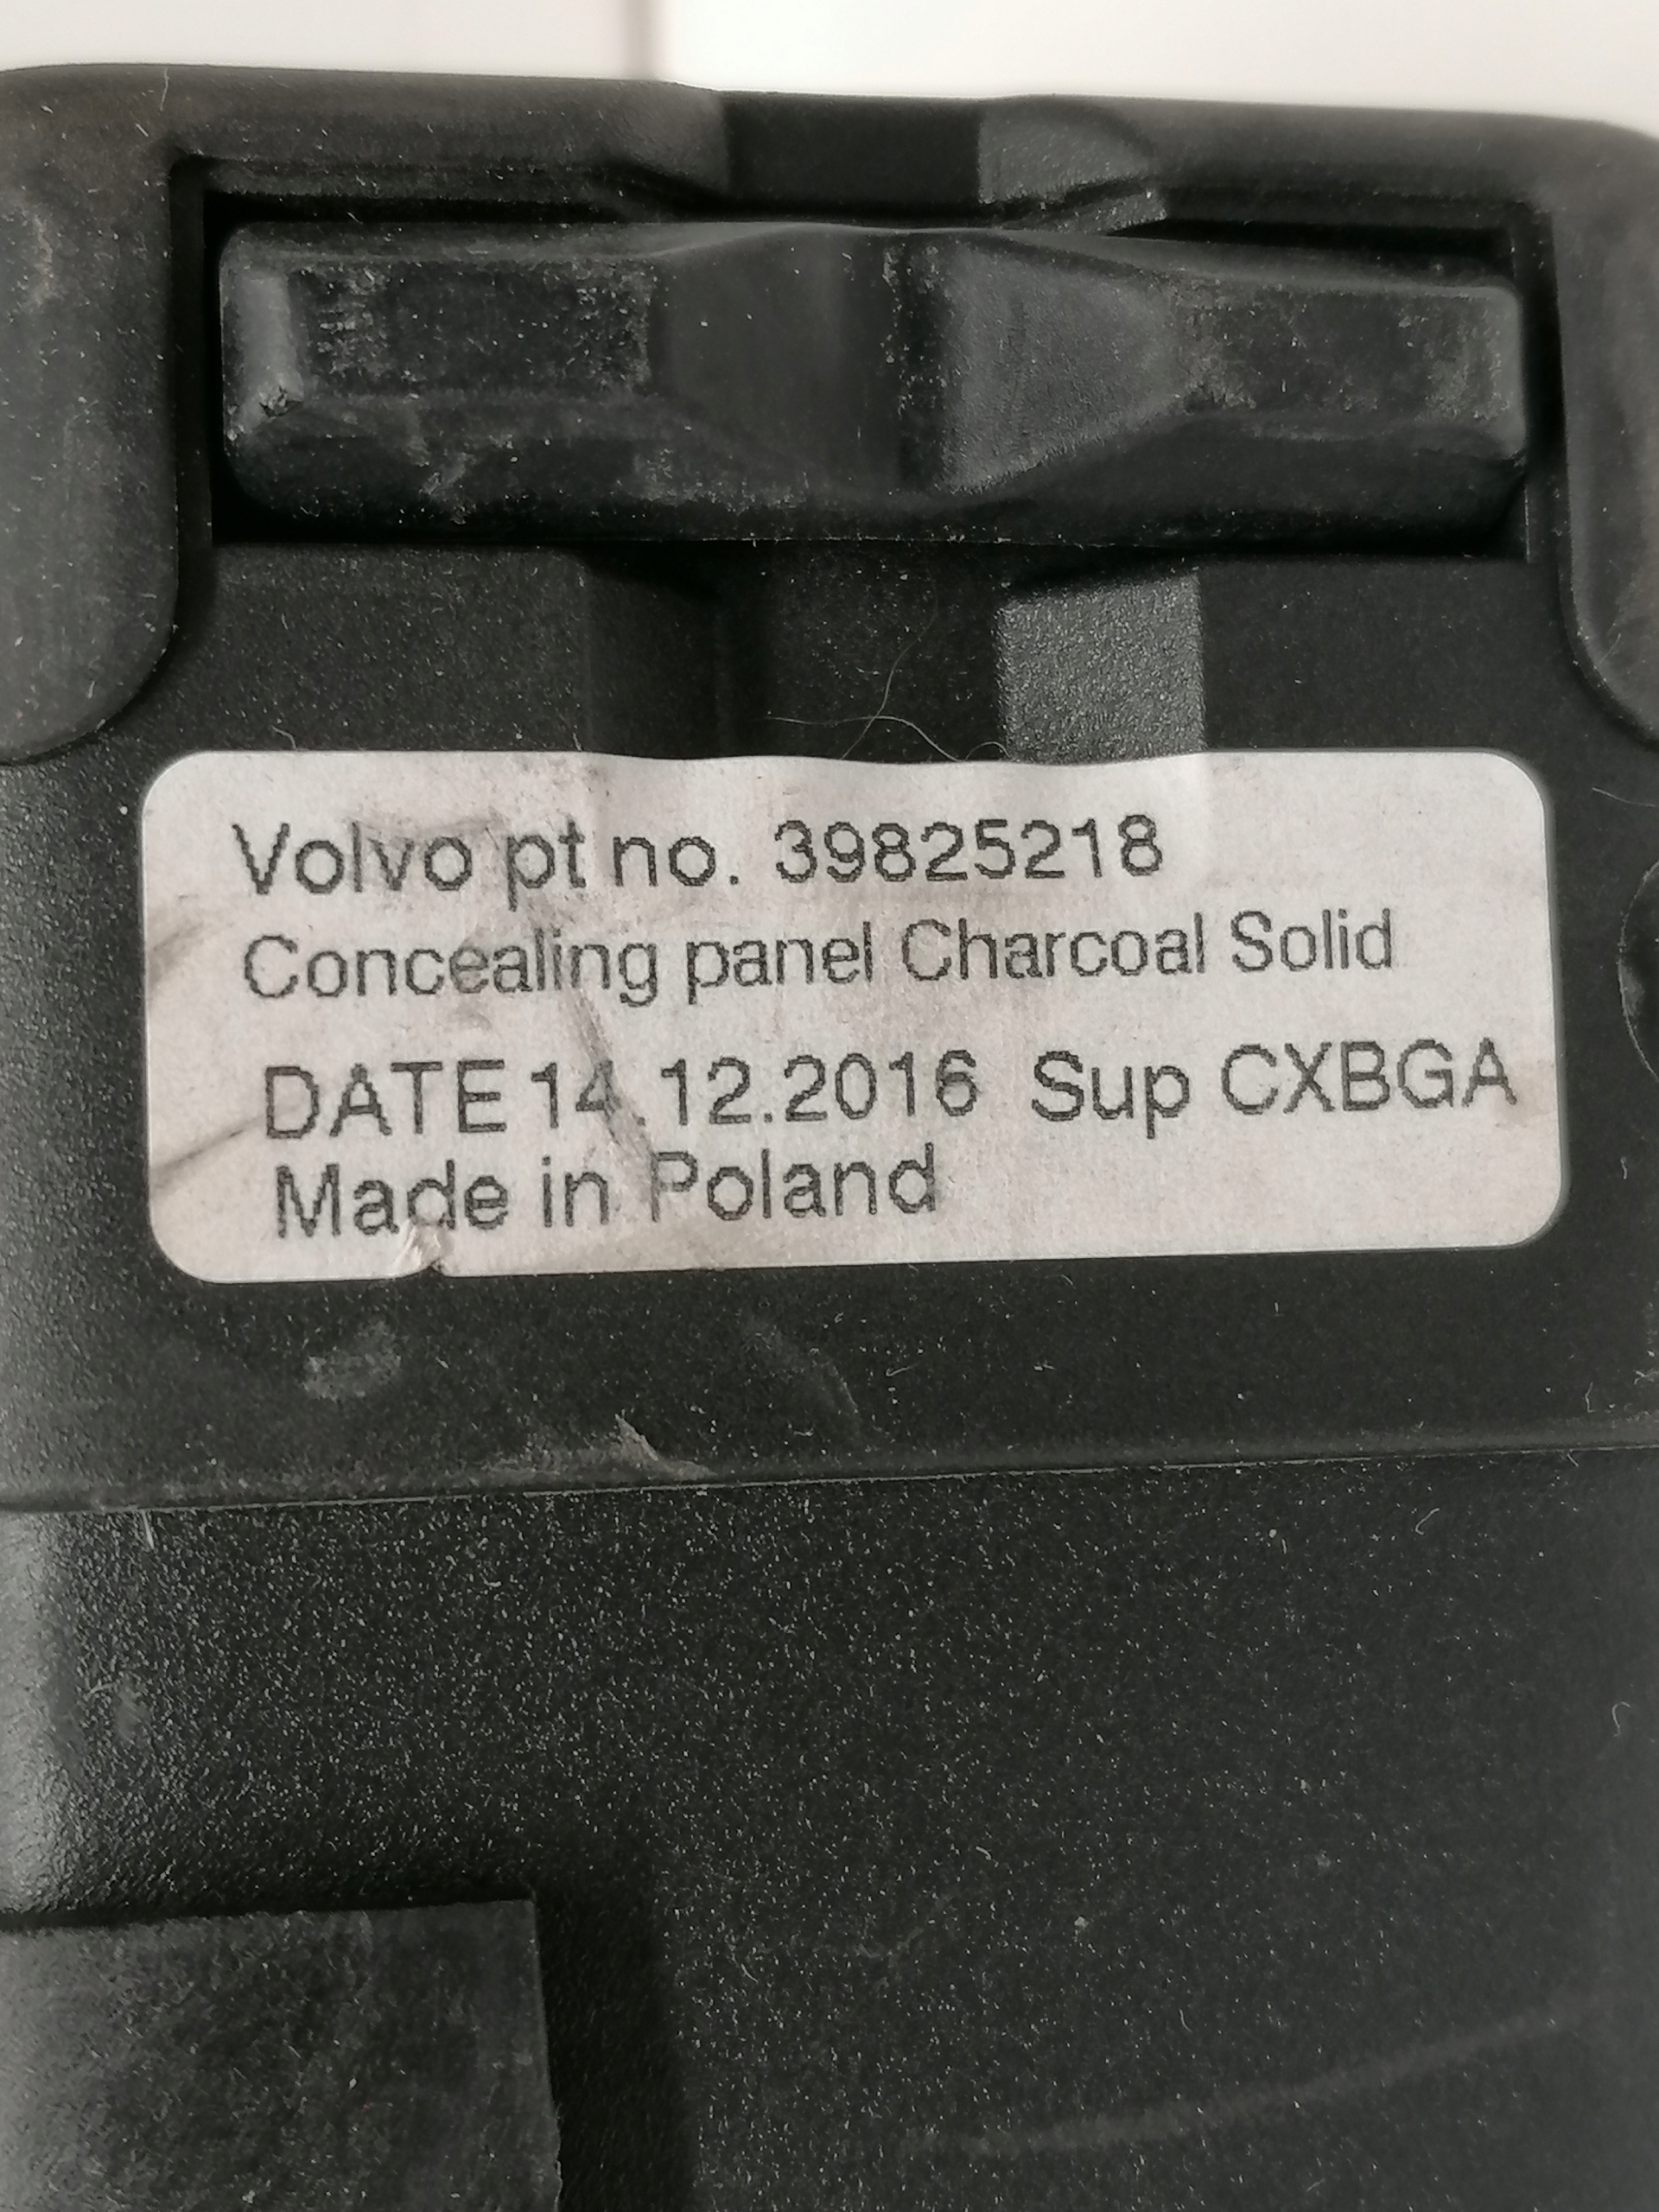 Volvo pt no. 39825218
Concealing panel Charcoal Solid
DATE 14.12.2016 Sup CXBGA
Made in Poland